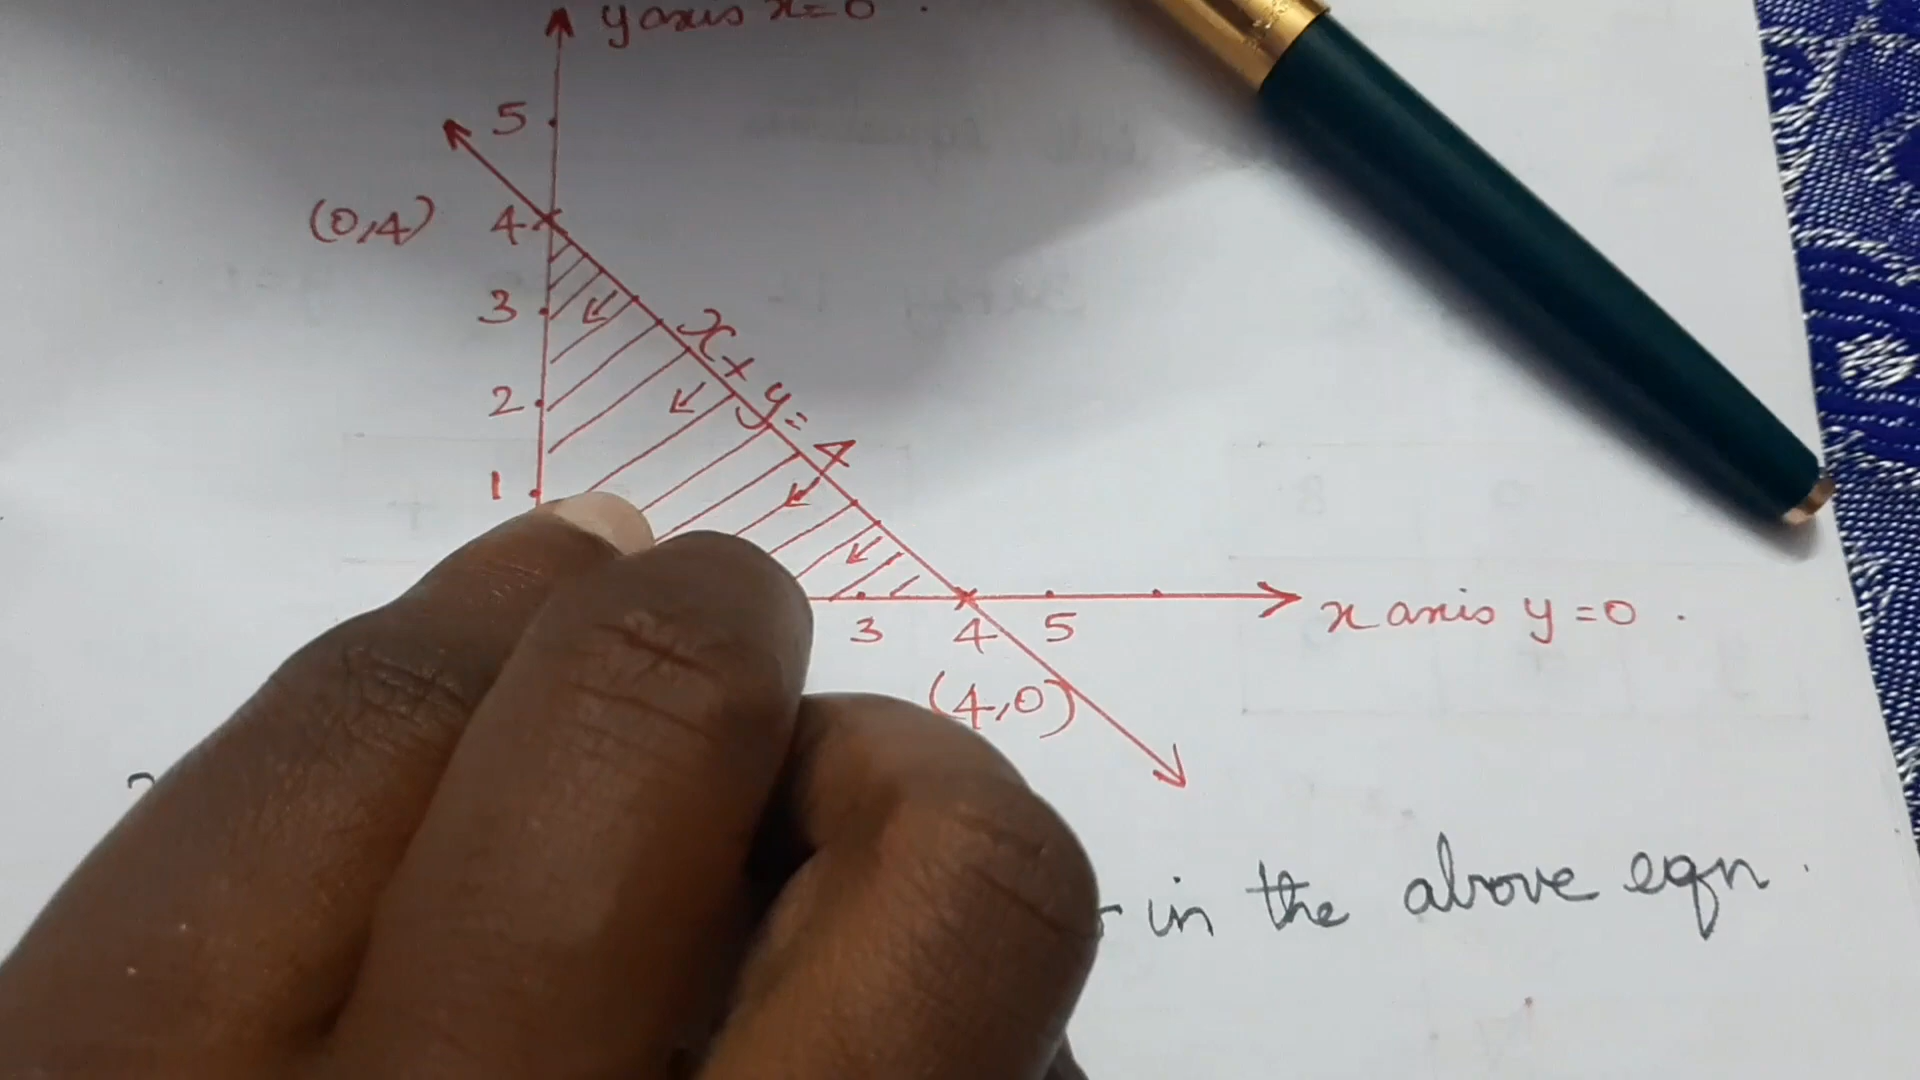 y axis x=0 .
5
(0,4) 4
3
2
1
x+y=4
3 4 5
x axis y=0 .
(4,0)
in the above eqn .